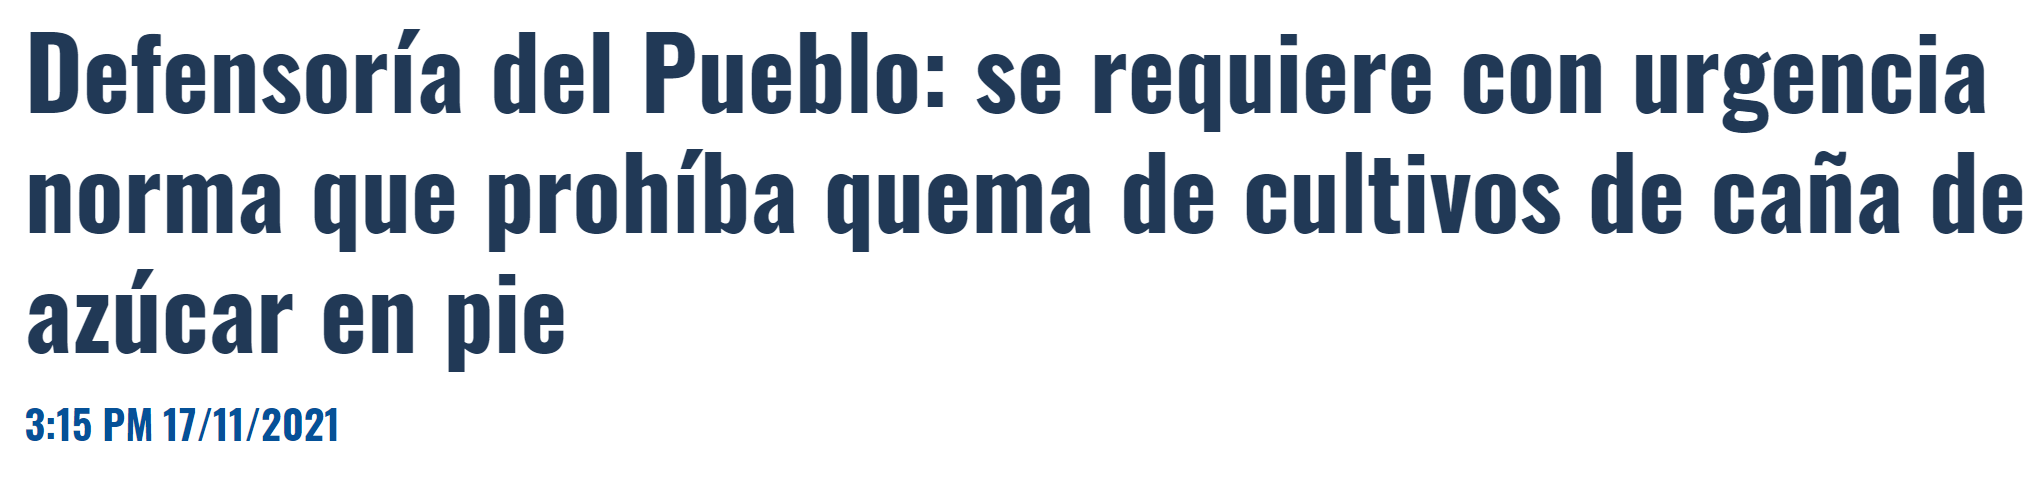 Defensoría del Pueblo: se requiere con urgencia
norma que prohíba quema de cultivos de caña de
azúcar en pie
3:15 PM 17/11/2021